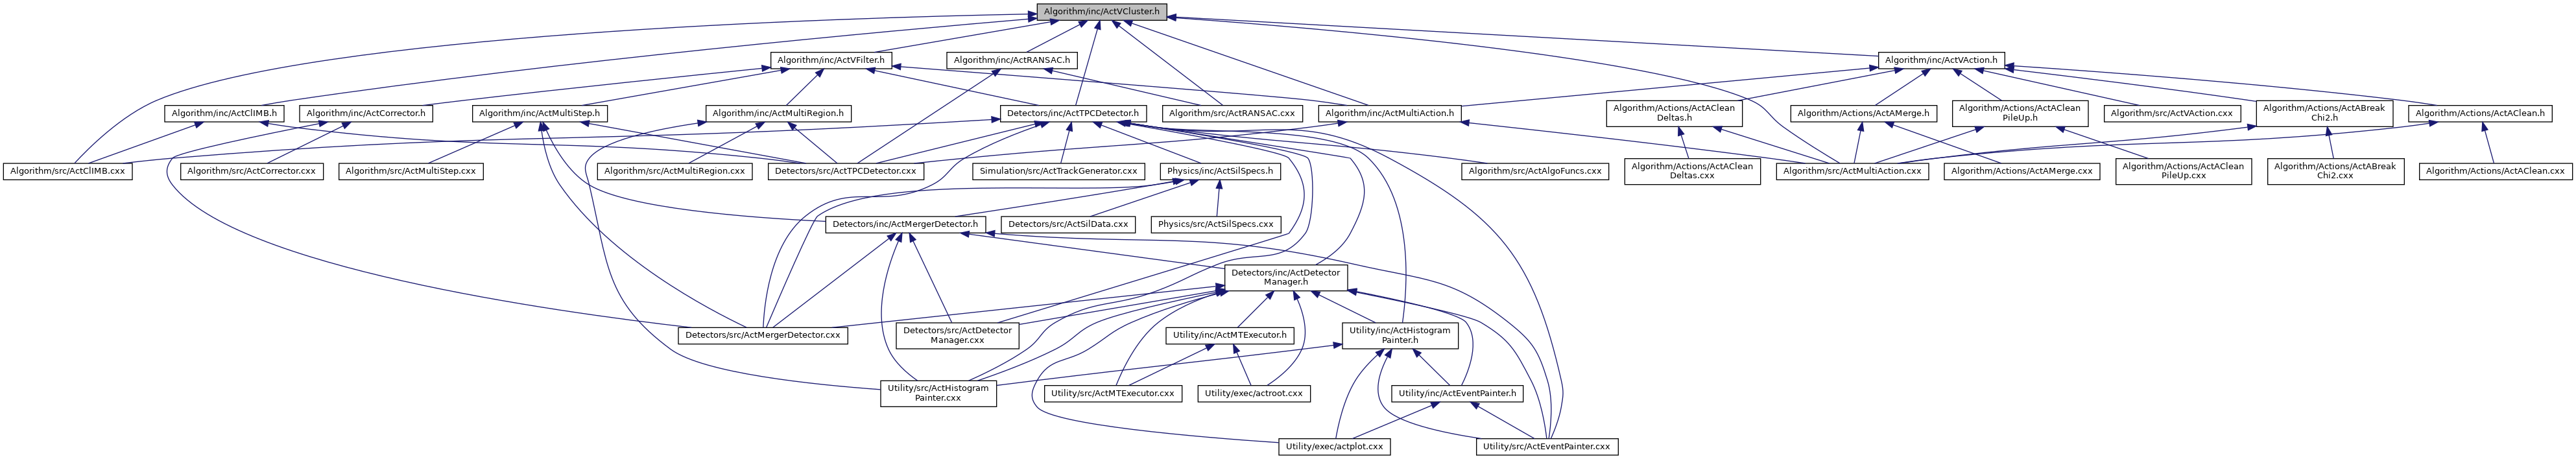 Algorithm/inc/ActVCluster.h
Algorithm/inc/ActVFilter.h
Algorithm/inc/ActRANSAC.h
Algorithm/inc/ActVAction.h
Algorithm/inc/ActClIMB.h
Algorithm/inc/ActCorrector.h
Algorithm/inc/ActMultiStep.h
Algorithm/inc/ActMultiRegion.h
Detectors/inc/ActTPCDetector.h
Algorithm/src/ActRANSAC.cxx
Algorithm/inc/ActMultiAction.h
Algorithm/Actions/ActAClean
Deltas.h
Algorithm/Actions/ActAMerge.h
Algorithm/Actions/ActAClean
PileUp.h
Algorithm/src/ActVAction.cxx
Algorithm/Actions/ActABreak
Chi2.h
Algorithm/Actions/ActAClean.h
Algorithm/src/ActClIMB.cxx
Algorithm/src/ActCorrector.cxx
Algorithm/src/ActMultiStep.cxx
Algorithm/src/ActMultiRegion.cxx
Detectors/src/ActTPCDetector.cxx
Simulation/src/ActTrackGenerator.cxx
Physics/inc/ActSilSpecs.h
Algorithm/src/ActAlgoFuncs.cxx
Algorithm/Actions/ActAClean
Deltas.cxx
Algorithm/src/ActMultiAction.cxx
Algorithm/Actions/ActAMerge.cxx
Algorithm/Actions/ActAClean
PileUp.cxx
Algorithm/Actions/ActABreak
Chi2.cxx
Algorithm/Actions/ActAClean.cxx
Detectors/inc/ActMergerDetector.h
Detectors/src/ActSilData.cxx
Physics/src/ActSilSpecs.cxx
Detectors/inc/ActDetector
Manager.h
Detectors/src/ActMergerDetector.cxx
Detectors/src/ActDetector
Manager.cxx
Utility/inc/ActMTExecutor.h
Utility/inc/ActHistogram
Painter.h
Utility/src/ActHistogram
Painter.cxx
Utility/src/ActMTExecutor.cxx
Utility/exec/actroot.cxx
Utility/inc/ActEventPainter.h
Utility/exec/actplot.cxx
Utility/src/ActEventPainter.cxx